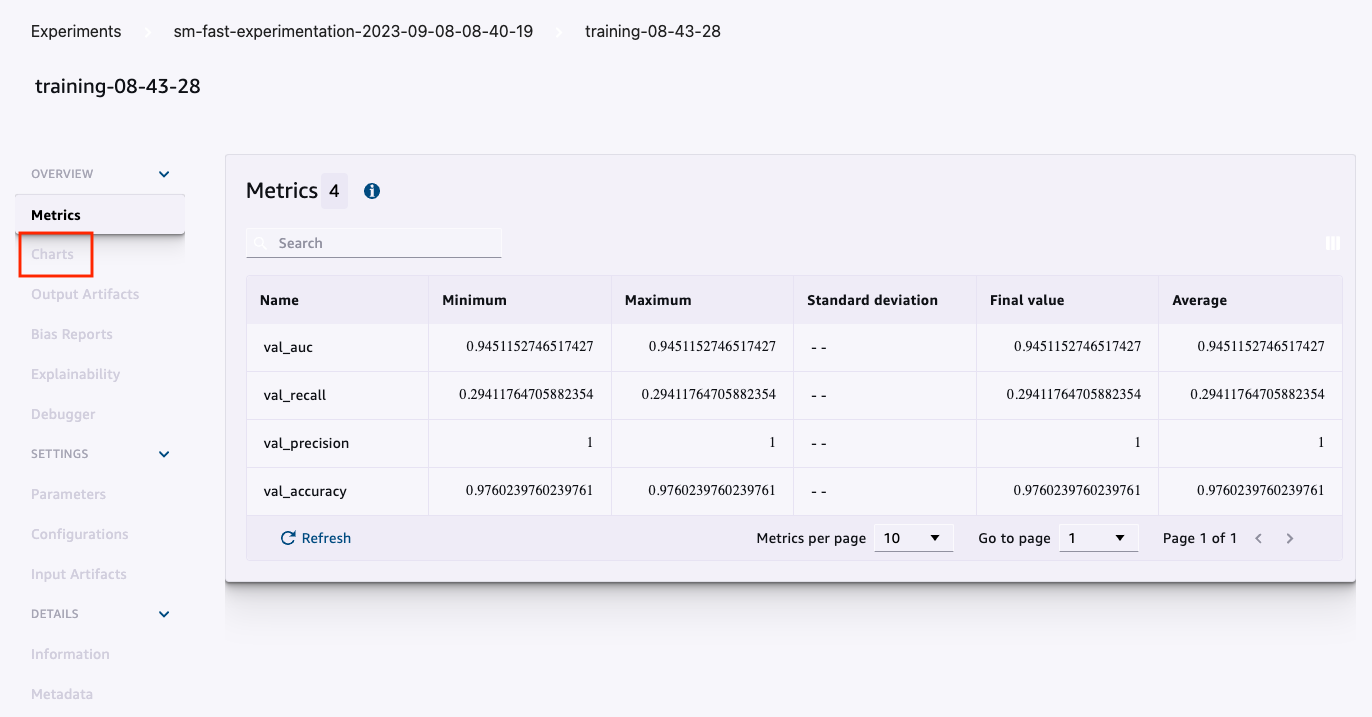 Experiments sm-fast-experimentation-2023-09-08-08-40-19 training-08-43-28
training-08-43-28
OVERVIEW
Metrics
Charts
Output Artifacts
Bias Reports
Explainability
Debugger
SETTINGS
Parameters
Configurations
Input Artifacts
DETAILS
Information
Metadata
Metrics 4
Search
Name Minimum Maximum Standard deviation Final value Average
val_auc 0.9451152746517427 0.9451152746517427 - - 0.9451152746517427 0.9451152746517427
val_recall 0.29411764705882354 0.29411764705882354 - - 0.29411764705882354 0.29411764705882354
val_precision 1 1 - - 1 1
val_accuracy 0.9760239760239761 0.9760239760239761 - - 0.9760239760239761 0.9760239760239761
Refresh Metrics per page 10 Go to page 1 Page 1 of 1